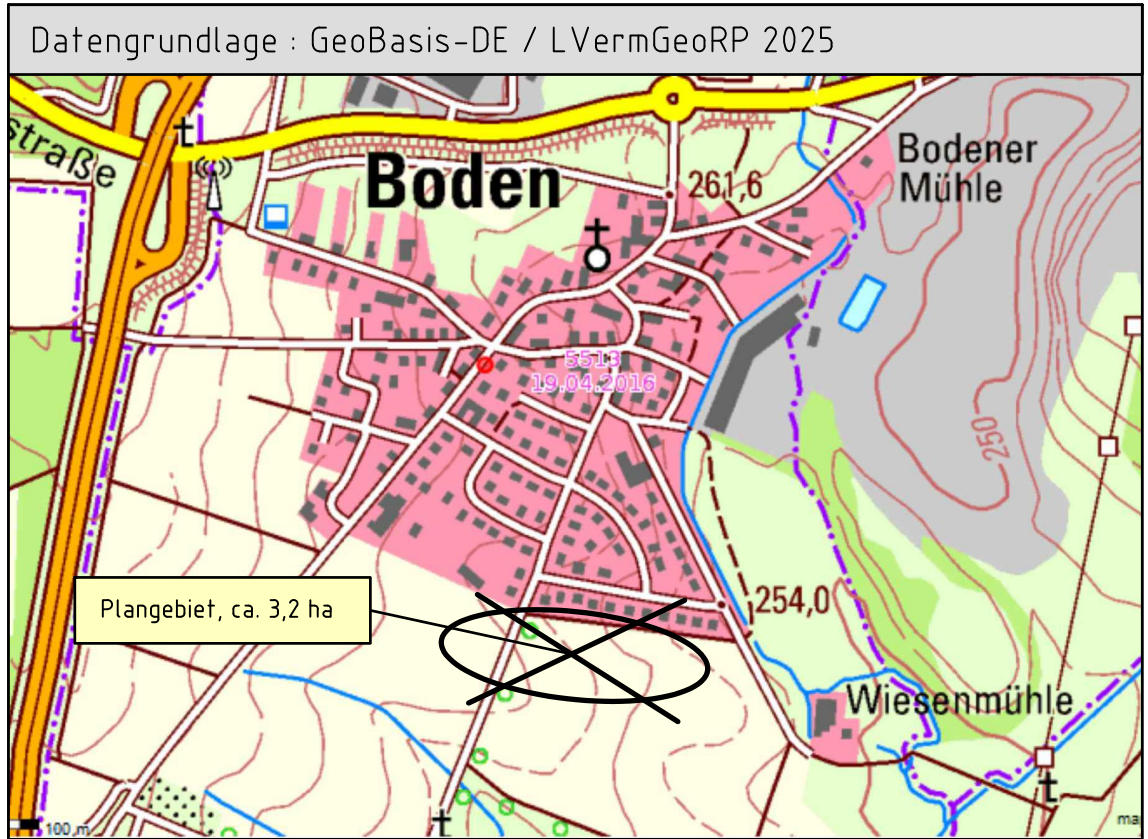 Datengrundlage : GeoBasis-DE / LVermGeoRP 2025
straße
Boden
261,6
Bodener
Mühle
5513
19.04.2016
250
Plangebiet, ca. 3,2 ha
254,0
Wiesenmühle
100 m
ma